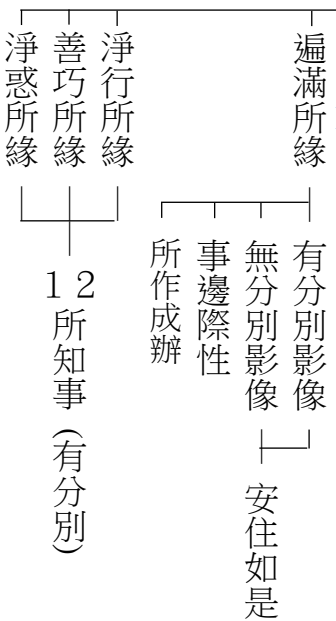 遍滿所緣
有分別影像
無分別影像
安住如是
事邊際性
所作成辦
淨行所緣
善巧所緣
淨惑所緣
12所知事(有分別)